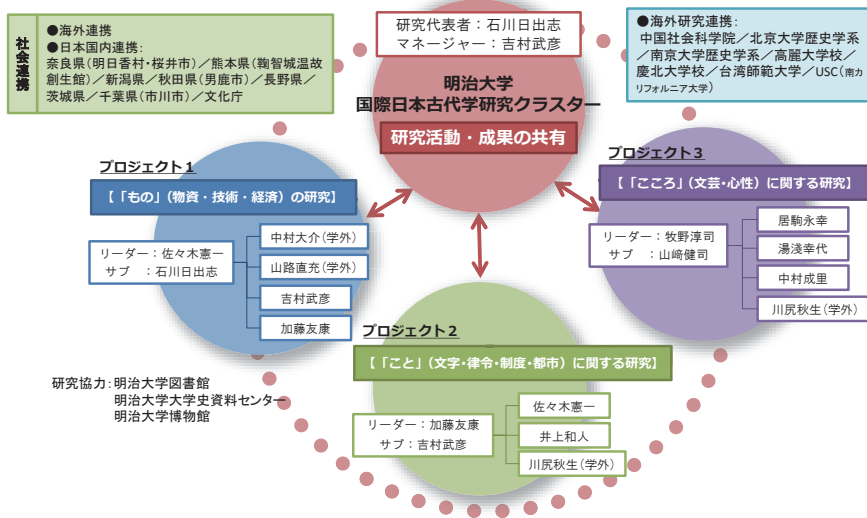 社会連携
●海外連携
●日本国内連携:
奈良県(明日香村・桜井市)/熊本県(鞠智城温故
創生館)/新潟県/秋田県(男鹿市)/長野県/
茨城県/千葉県(市川市)/文化庁
研究代表者:石川日出志
マネージャー:吉村武彦
明治大学
国際日本古代学研究クラスター
研究活動・成果の共有
●海外研究連携:
中国社会科学院/北京大学歴史学系
/南京大学歴史学系/高麗大学校/
慶北大学校/台湾師範大学/USC(南カ
リフォルニア大学)
プロジェクト1
【「もの」(物資・技術・経済)の研究】
リーダー:佐々木憲一
サブ :石川日出志
中村大介(学外)
山路直充(学外)
吉村武彦
加藤友康
プロジェクト3
【「こころ」(文芸・心性)に関する研究】
リーダー:牧野淳司
サブ :山﨑健司
居駒永幸
湯淺幸代
中村成里
川尻秋生(学外)
プロジェクト2
【「こと」(文字・律令・制度・都市)に関する研究】
リーダー:加藤友康
サブ:吉村武彦
佐々木憲一
井上和人
川尻秋生(学外)
研究協力:明治大学図書館
明治大学大学史資料センター
明治大学博物館